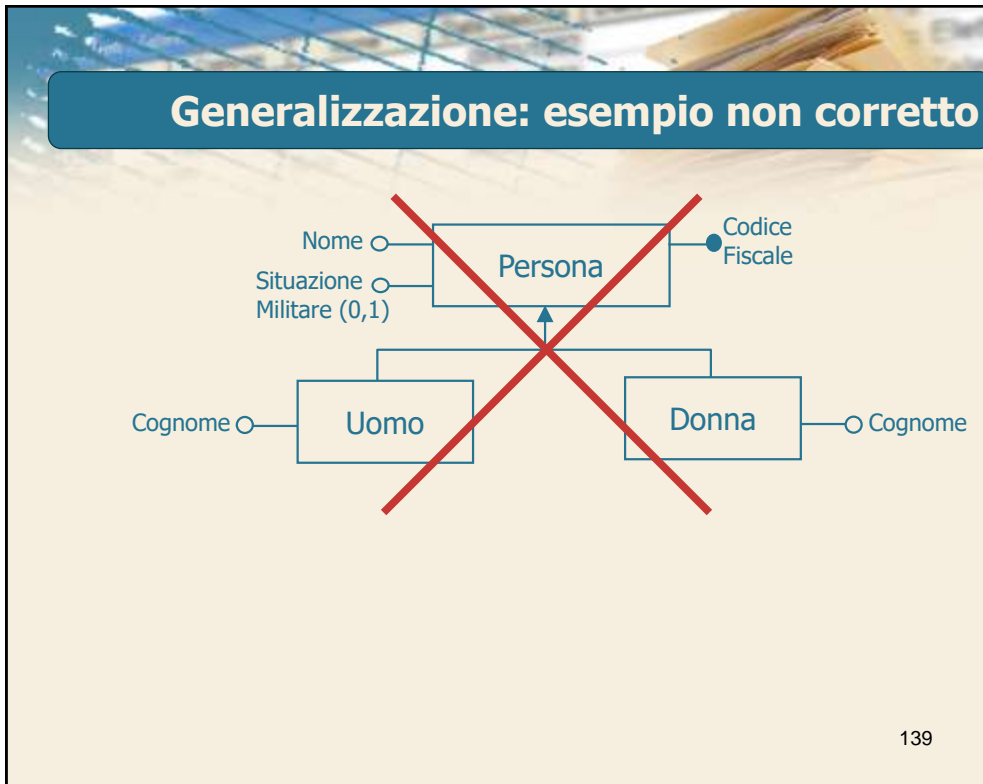 Generalizzazione: esempio non corretto
Nome
Persona
Codice
Fiscale
Situazione
Militare (0,1)
Cognome
Uomo
Donna
Cognome
139